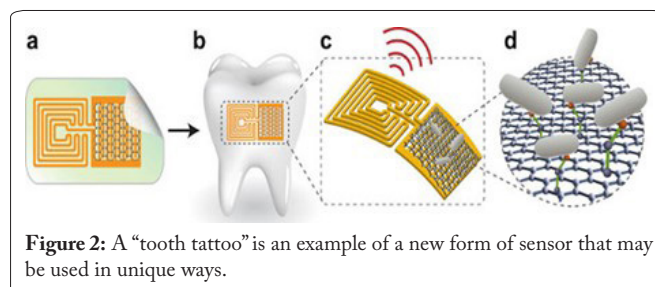 a b c d
Figure 2: A “tooth tattoo” is an example of a new form of sensor that may
be used in unique ways.